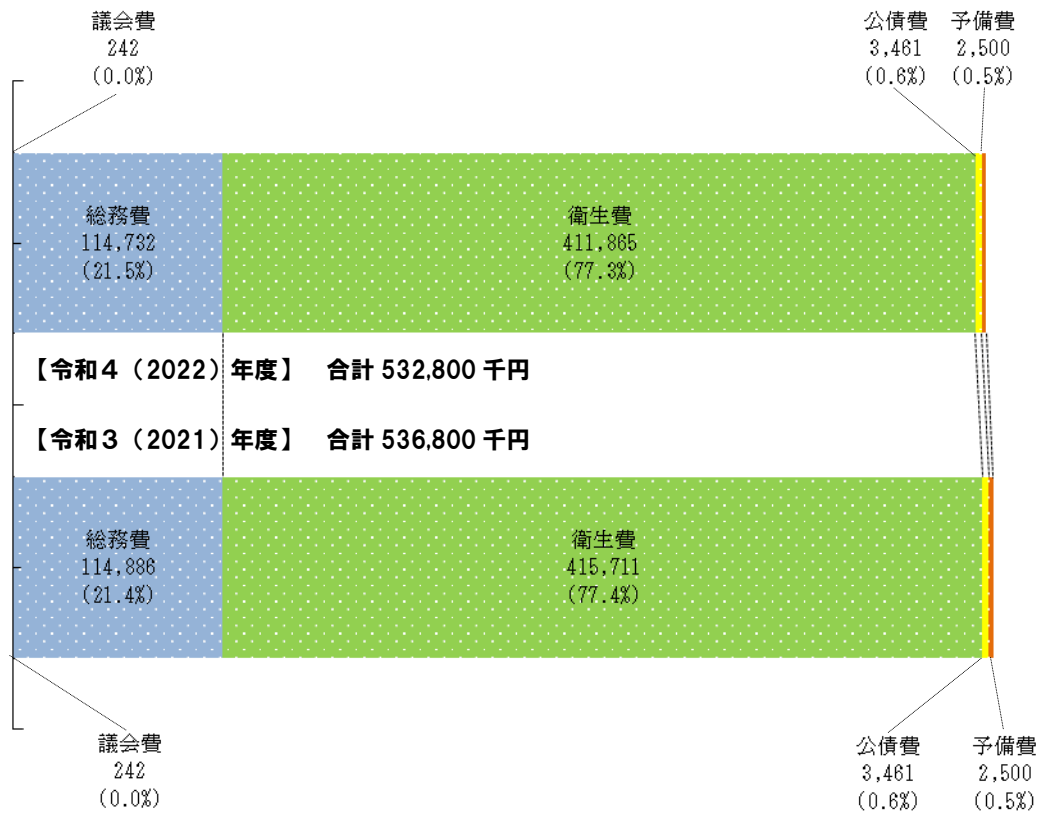 議会費
242
(0.0%)
公債費
3,461
(0.6%)
予備費
2,500
(0.5%)
総務費
114,732
(21.5%)
衛生費
411,865
(77.3%)
【令和4（2022）年度】　合計 532,800 千円
【令和3（2021）年度】　合計 536,800 千円
総務費
114,886
(21.4%)
衛生費
415,711
(77.4%)
議会費
242
(0.0%)
公債費
3,461
(0.6%)
予備費
2,500
(0.5%)